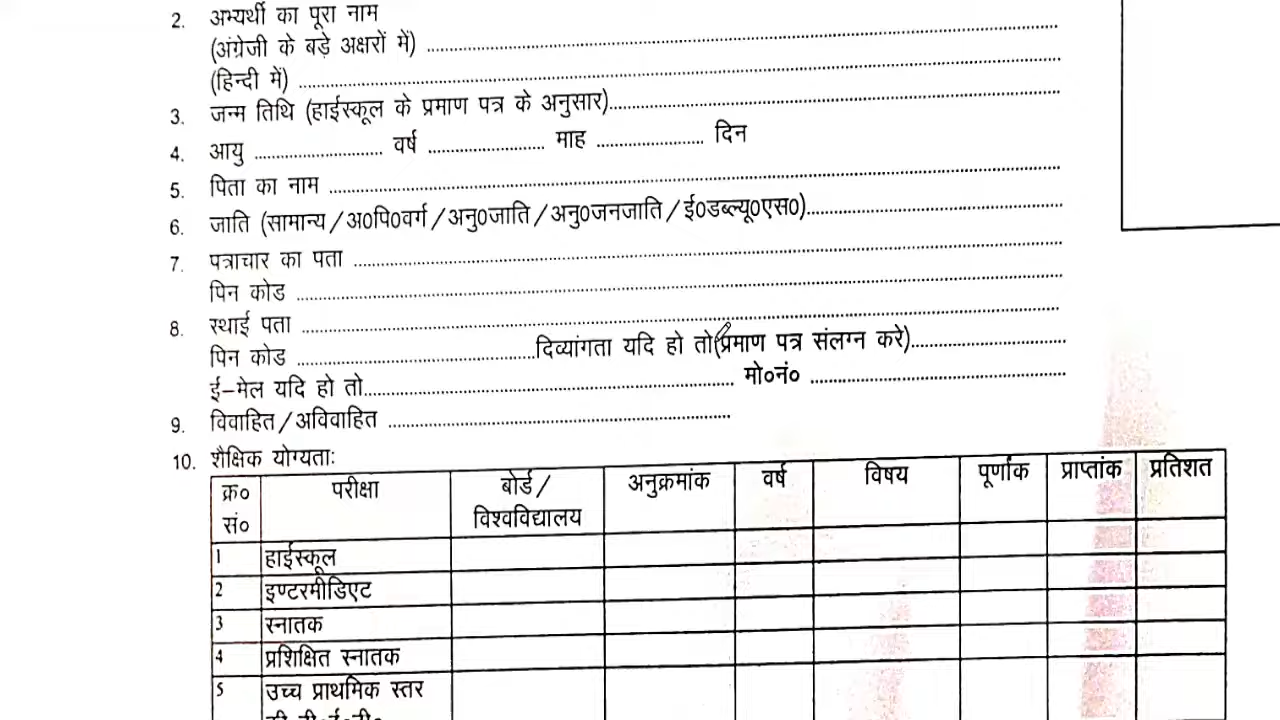 2. अभ्यर्थी का पूरा नाम
(अंग्रेजी के बड़े अक्षरों में) ........................................
(हिन्दी में) ........................................
3. जन्म तिथि (हाईस्कूल के प्रमाण पत्र के अनुसार)........................................
4. आयु .................... वर्ष .................... माह .................... दिन
5. पिता का नाम ........................................
6. जाति (सामान्य/अ0पि0वर्ग/अनु0जाति/अनु0जनजाति/ई0डब्ल्यू0एस0)........................................
7. पत्राचार का पता ........................................
पिन कोड ........................................
8. स्थाई पता ........................................
पिन कोड ........................................दिव्यांगता यदि हो तो(प्रमाण पत्र संलग्न करे)..............................
ई–मेल यदि हो तो........................................ मो०नं० ........................................
9. विवाहित/अविवाहित ........................................
10. शैक्षिक योग्यताः
क्र० सं० परीक्षा बोर्ड/ विश्वविद्यालय अनुक्रमांक वर्ष विषय पूर्णांक प्राप्तांक प्रतिशत
1 हाईस्कूल
2 इण्टरमीडिएट
3 स्नातक
4 प्रशिक्षित स्नातक
5 उच्च प्राथमिक स्तर